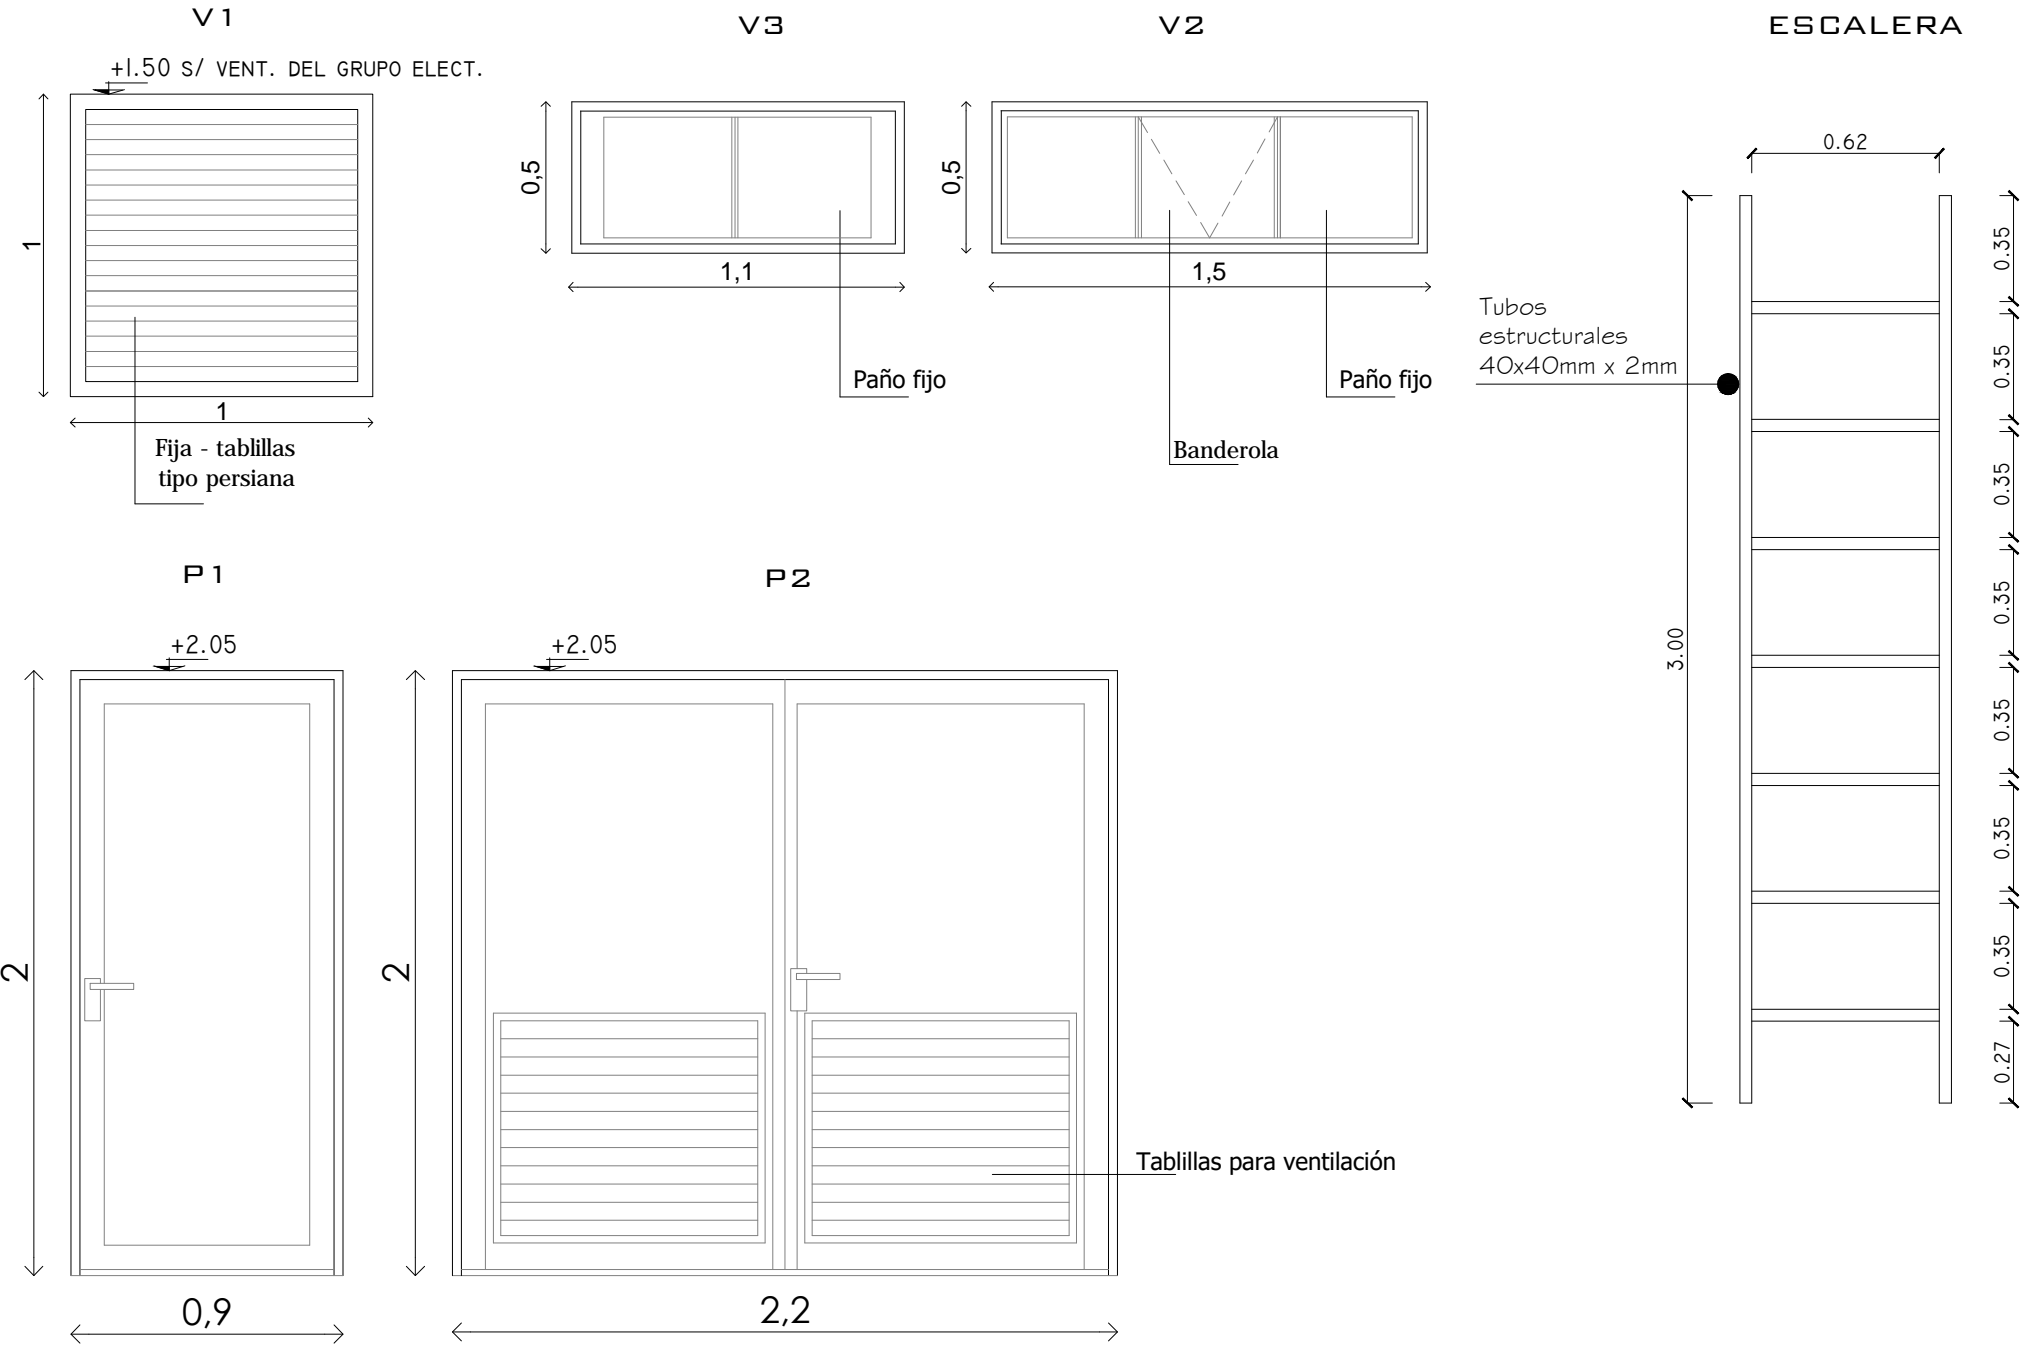 V1
V3
V2
ESCALERA
+1.50 S/ VENT. DEL GRUPO ELECT.
1
1
Fija - tablillas
tipo persiana
0,5
1,1
Paño fijo
0,5
1,5
Paño fijo
Banderola
0.62
Tubos
estructurales
40x40mm x 2mm
3.00
0.35
0.35
0.35
0.35
0.35
0.35
0.35
0.27
P1
P2
+2.05
2
0,9
+2.05
2
2,2
Tablillas para ventilación